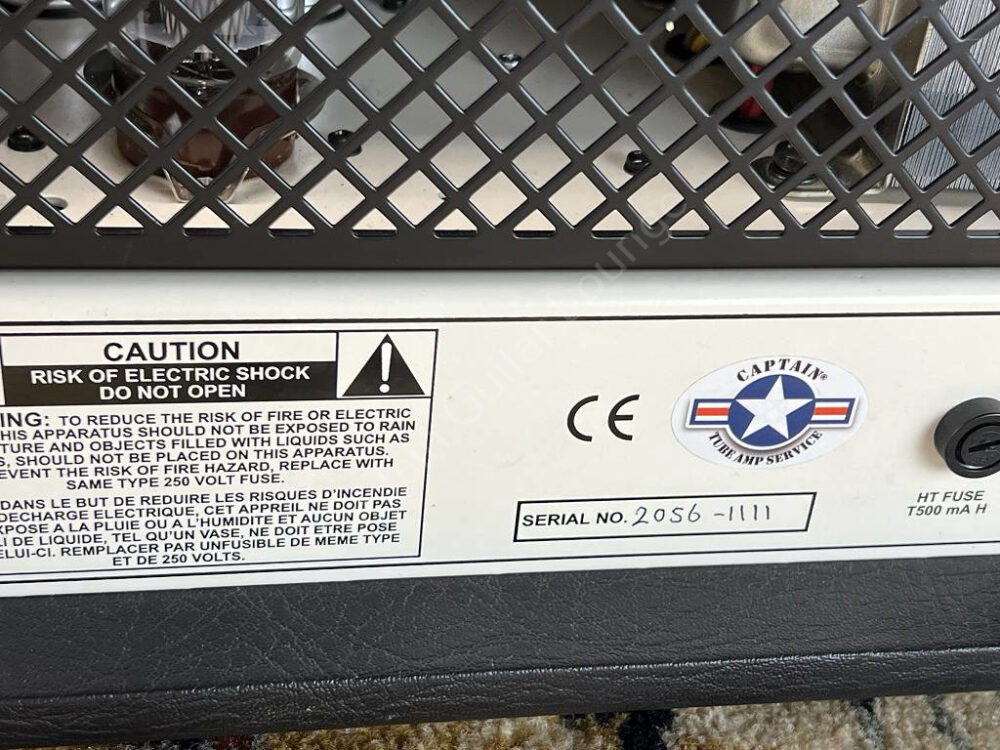 CAUTION
RISK OF ELECTRIC SHOCK
DO NOT OPEN
ING: TO REDUCE THE RISK OF FIRE OR ELECTRIC
THIS APPARATUS SHOULD NOT BE EXPOSED TO RAIN
TURE AND OBJECTS FILLED WITH LIQUIDS SUCH AS
S, SHOULD NOT BE PLACED ON THIS APPARATUS.
EVENT THE RISK OF FIRE HAZARD, REPLACE WITH
SAME TYPE 250 VOLT FUSE.
DANS LE BUT DE REDUIRE LES RISQUES D'INCENDIE
DECHARGE ELECTRIQUE, CET APPREIL NE DOIT PAS
XPOSE A LA PLUIE OU A L'HUMIDITE ET AUCUN OBJET
LI DE LIQUIDE, TEL QU'UN VASE, NE DOIT ETRE POSE
ELUI-CI. REMPLACER PAR UNFUSIBLE DE MEME TYPE
ET DE 250 VOLTS.
CE
CAPTAIN®
TUBE AMP SERVICE
SERIAL NO. 2056-1111
HT FUSE
T500 mA H